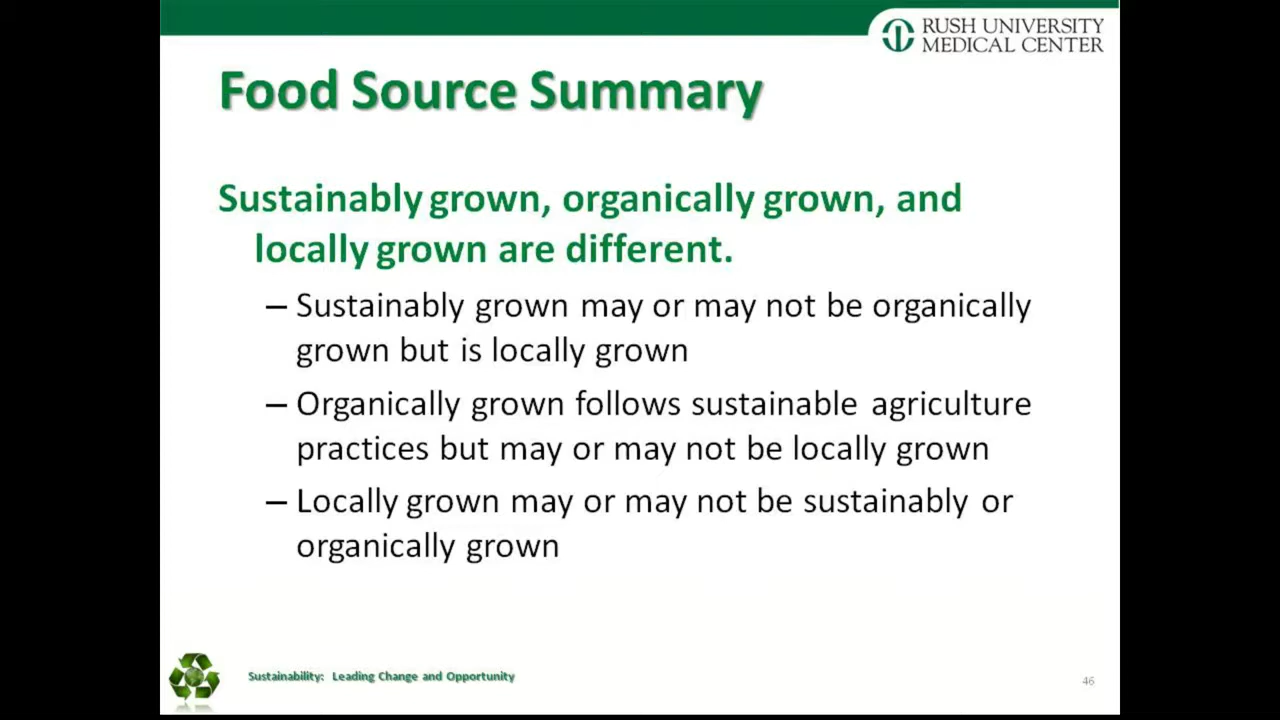 RUSH UNIVERSITY
MEDICAL CENTER
Food Source Summary
Sustainably grown, organically grown, and
locally grown are different.
– Sustainably grown may or may not be organically
grown but is locally grown
– Organically grown follows sustainable agriculture
practices but may or may not be locally grown
– Locally grown may or may not be sustainably or
organically grown
Sustainability: Leading Change and Opportunity
46